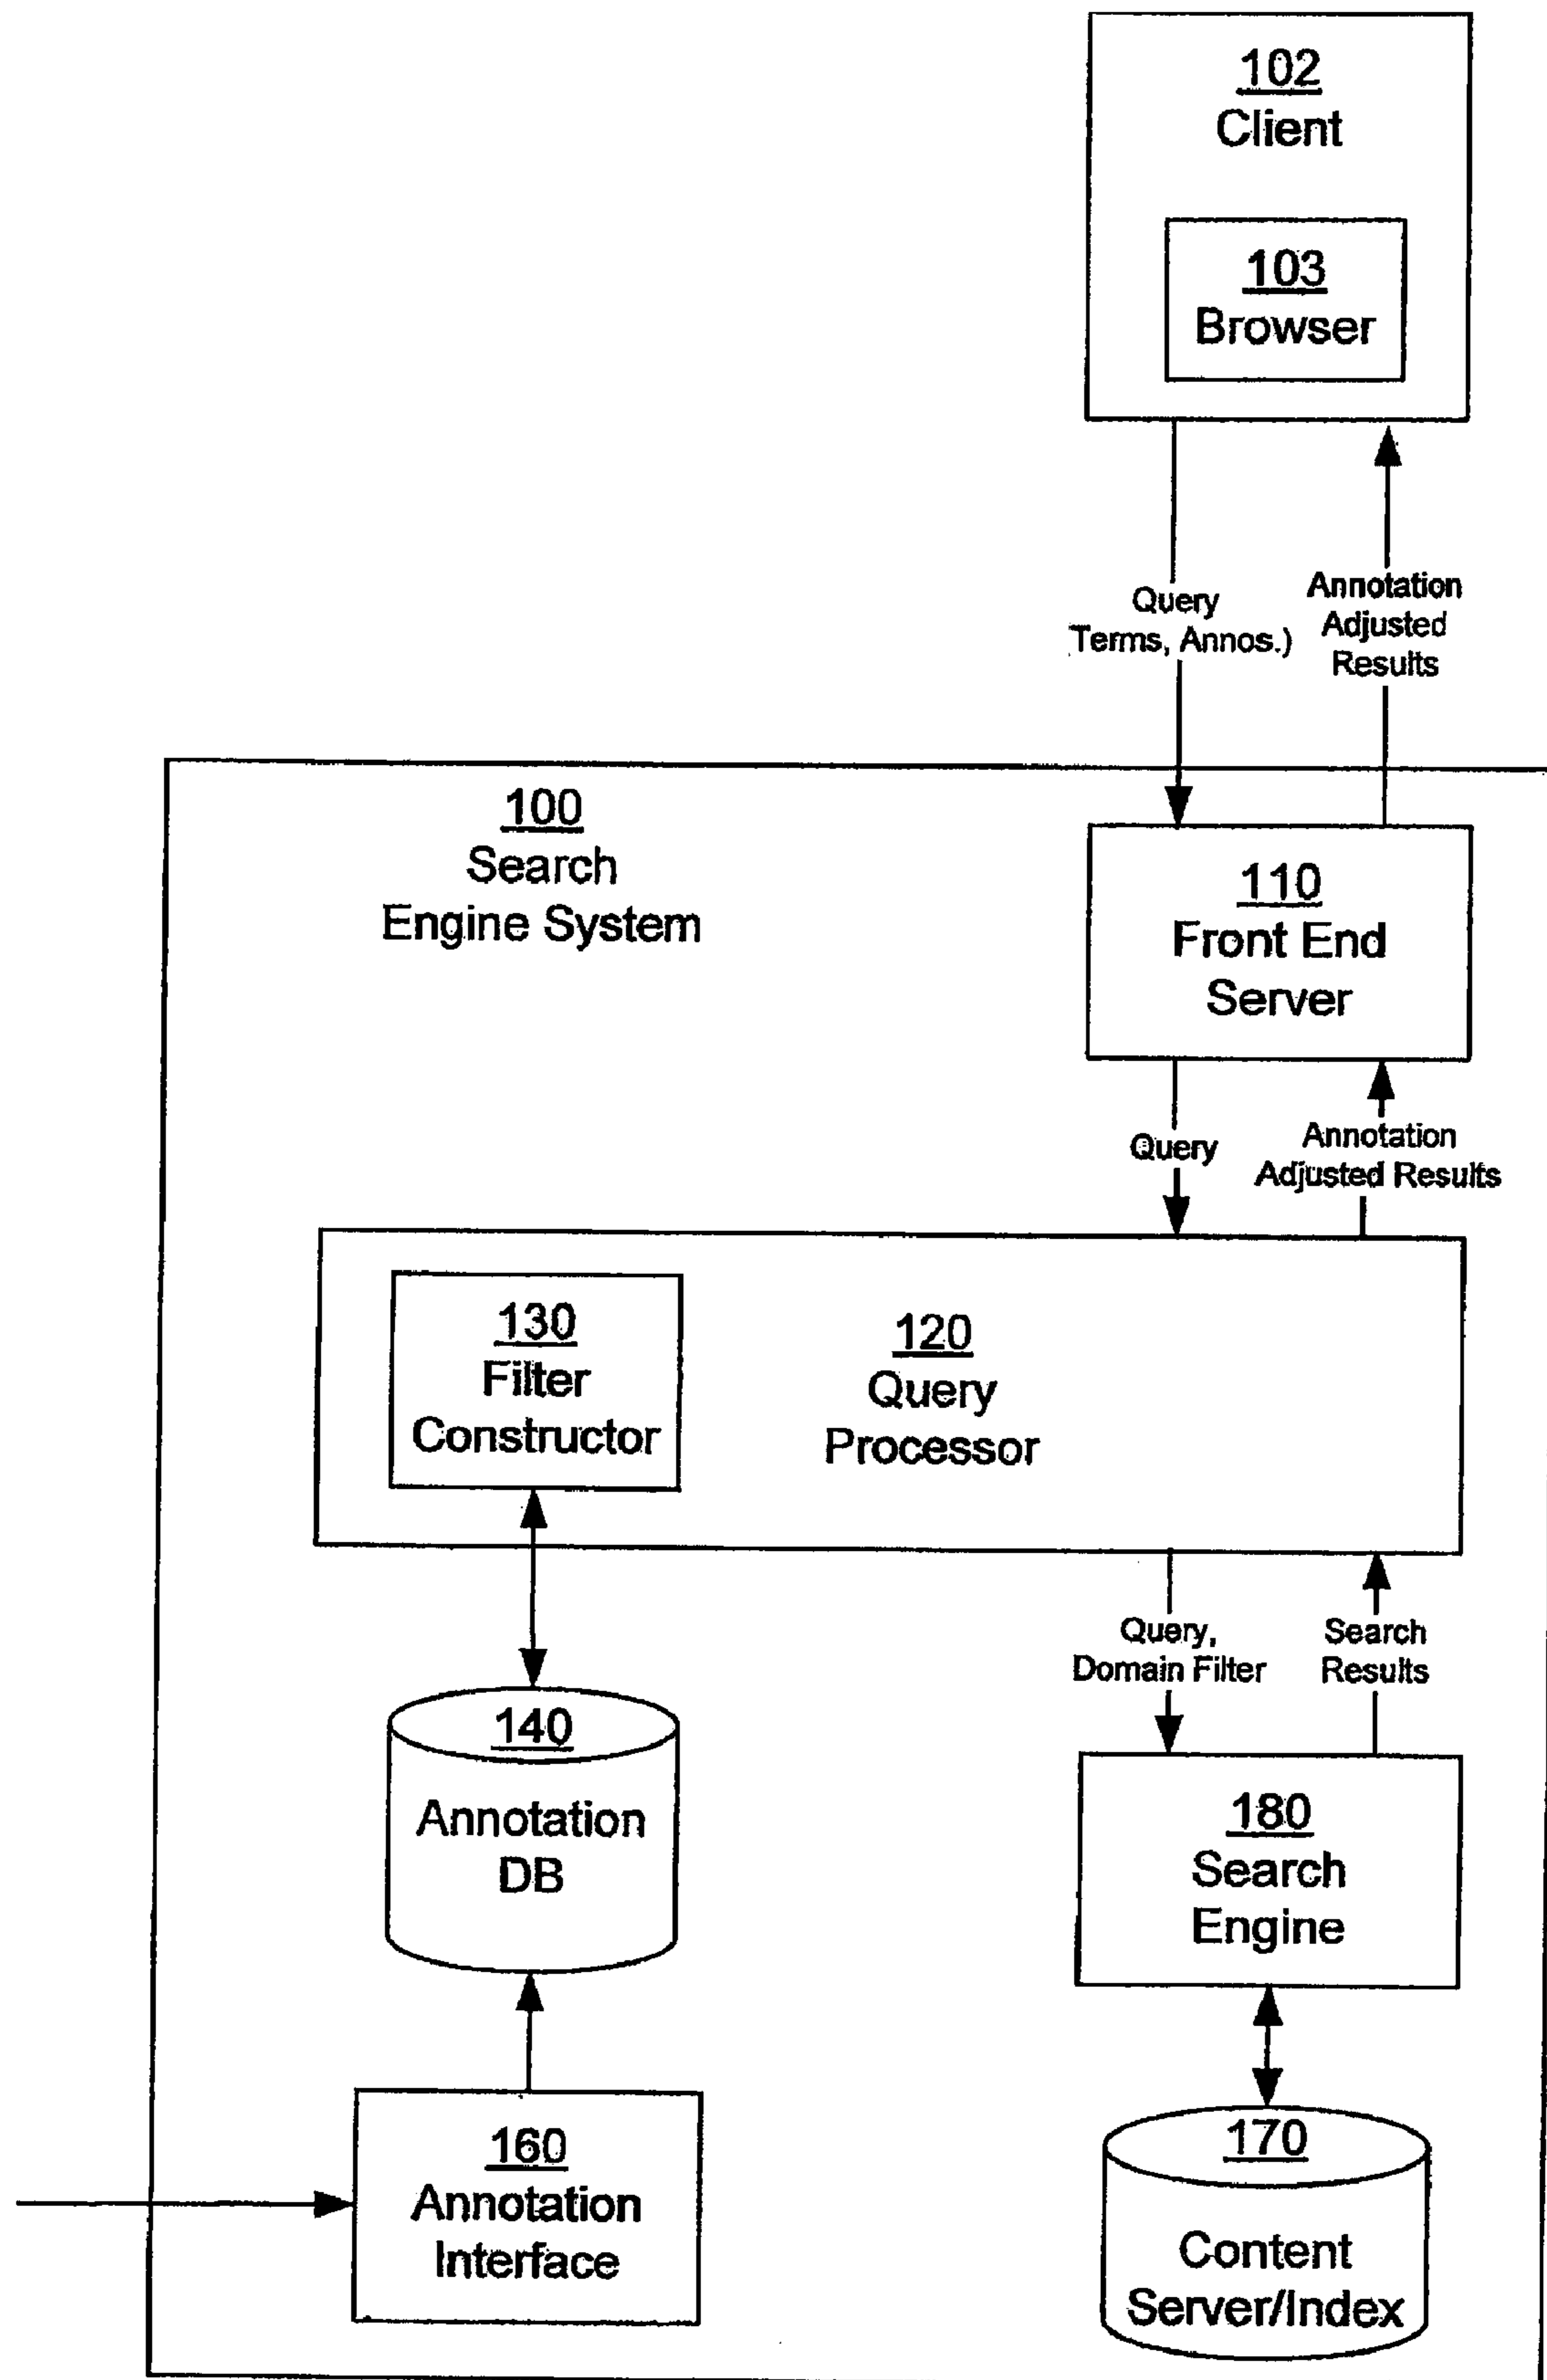 102
Client
103
Browser
Query
Terms, Annos.)
Annotation
Adjusted
Results
100
Search
Engine System
110
Front End
Server
Query
Annotation
Adjusted Results
130
Filter
Constructor
120
Query
Processor
Query,
Domain Filter
Search
Results
140
Annotation
DB
180
Search
Engine
160
Annotation
Interface
170
Content
Server/Index